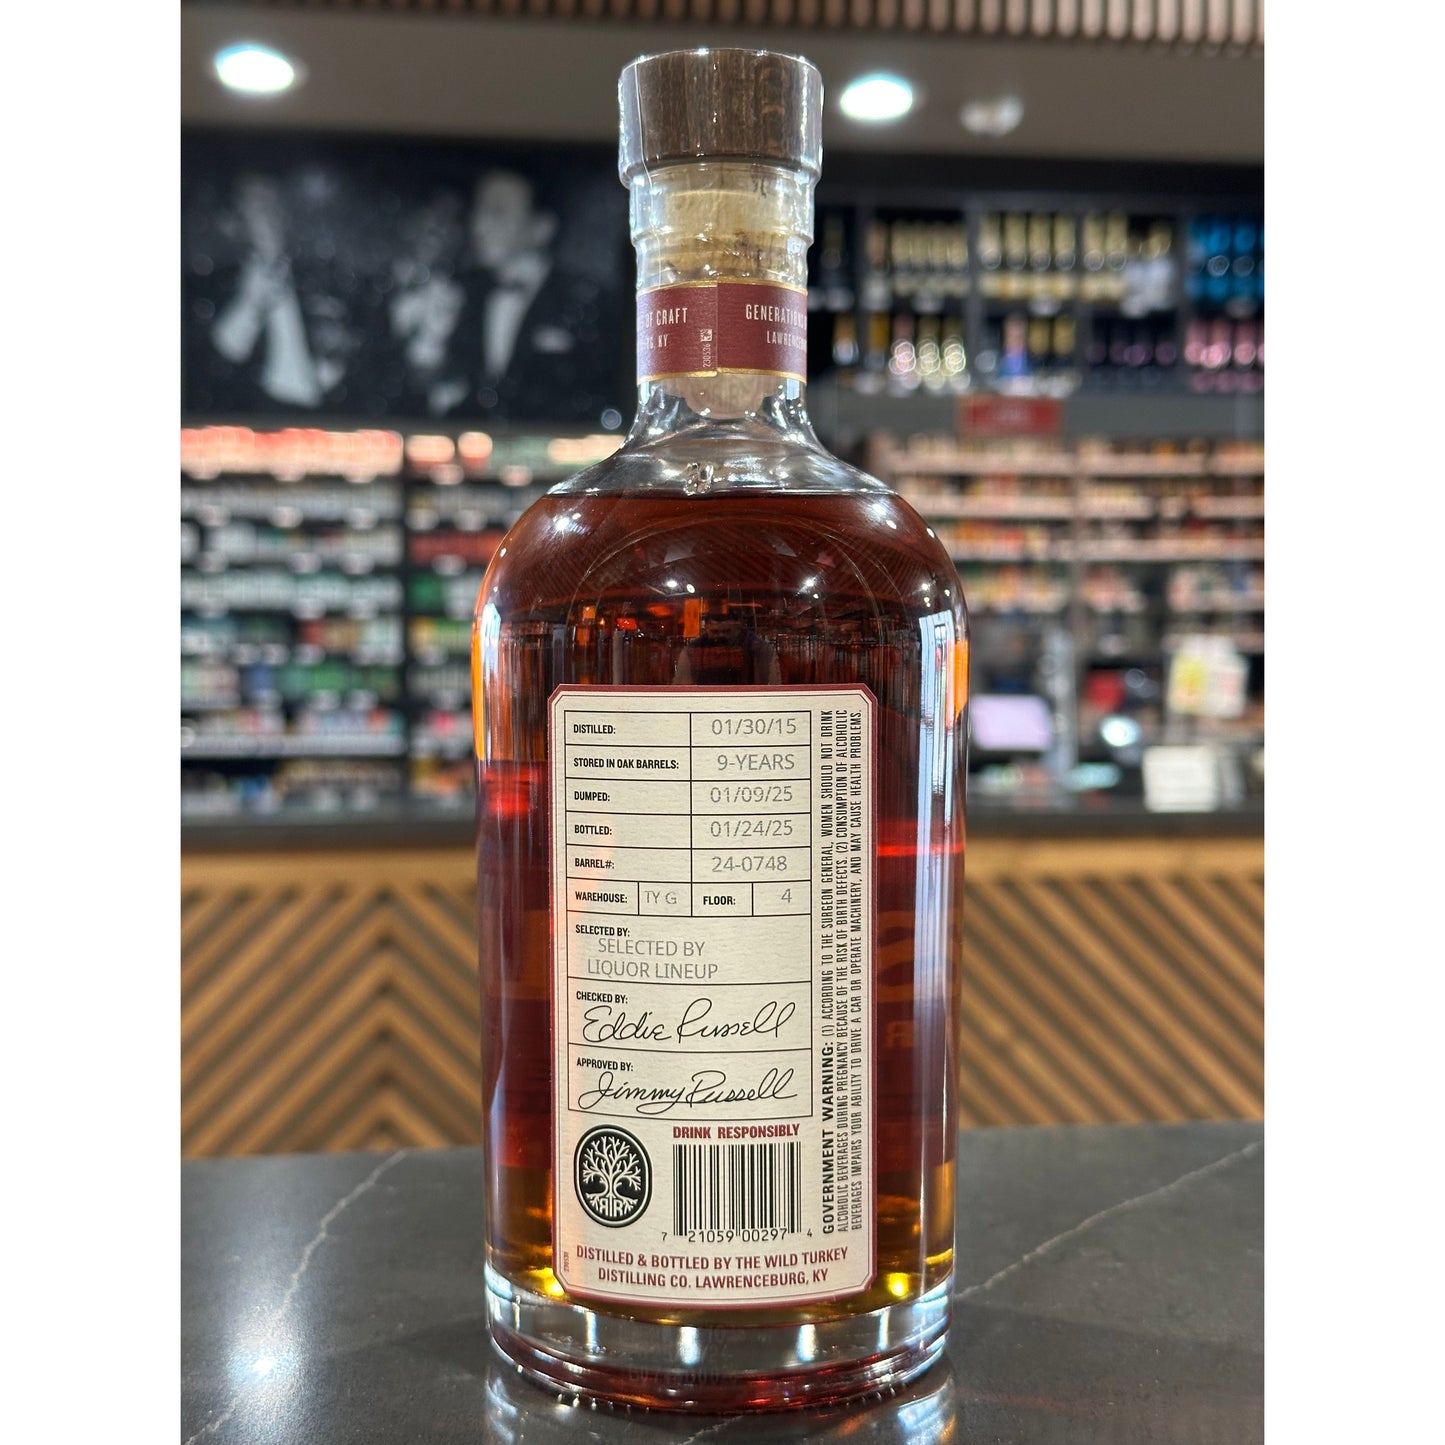 OF CRAFT
GENERATIONS
KY
LAWRENCE
230536
DISTILLED: 01/30/15
STORED IN OAK BARRELS: 9-YEARS
DUMPED: 01/09/25
BOTTLED: 01/24/25
BARREL#: 24-0748
WAREHOUSE: TY G FLOOR: 4
SELECTED BY:
SELECTED BY
LIQUOR LINEUP
CHECKED BY:
Eddie Russell
APPROVED BY:
Jimmy Russell
DRINK RESPONSIBLY
RR
7 21059 00297 4
DISTILLED & BOTTLED BY THE WILD TURKEY
DISTILLING CO. LAWRENCEBURG, KY
GOVERNMENT WARNING: (1) ACCORDING TO THE SURGEON GENERAL, WOMEN SHOULD NOT DRINK
ALCOHOLIC BEVERAGES DURING PREGNANCY BECAUSE OF THE RISK OF BIRTH DEFECTS. (2) CONSUMPTION OF ALCOHOLIC
BEVERAGES IMPAIRS YOUR ABILITY TO DRIVE A CAR OR OPERATE MACHINERY, AND MAY CAUSE HEALTH PROBLEMS.